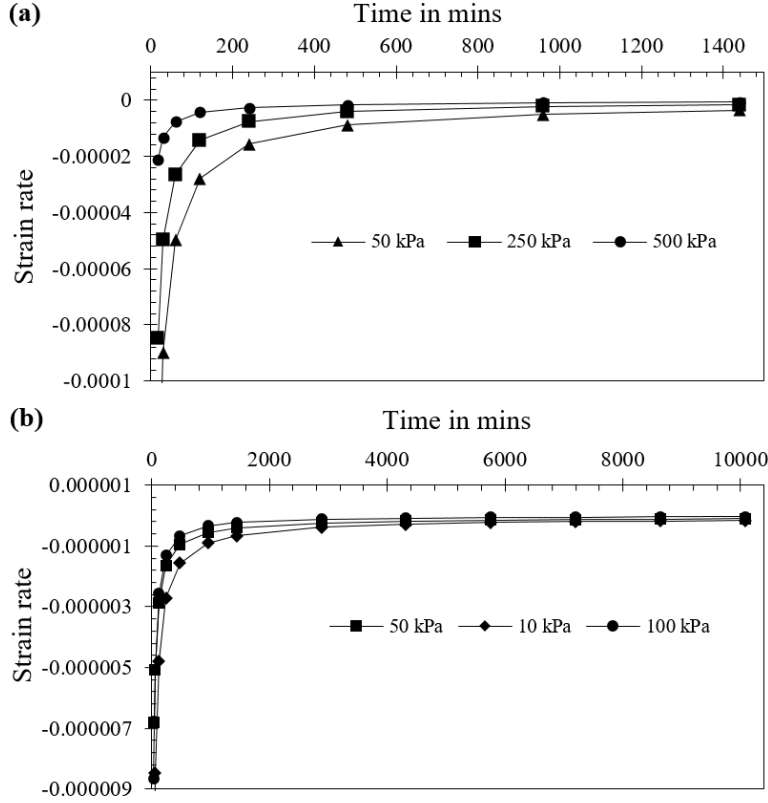 (a)
Time in mins
0 200 400 600 800 1000 1200 1400
0
-0.00002
-0.00004
-0.00006
-0.00008
-0.0001
Strain rate
50 kPa 250 kPa 500 kPa
(b)
Time in mins
0 2000 4000 6000 8000 10000
0.000001
-0.000001
-0.000003
-0.000005
-0.000007
-0.000009
Strain rate
50 kPa 10 kPa 100 kPa